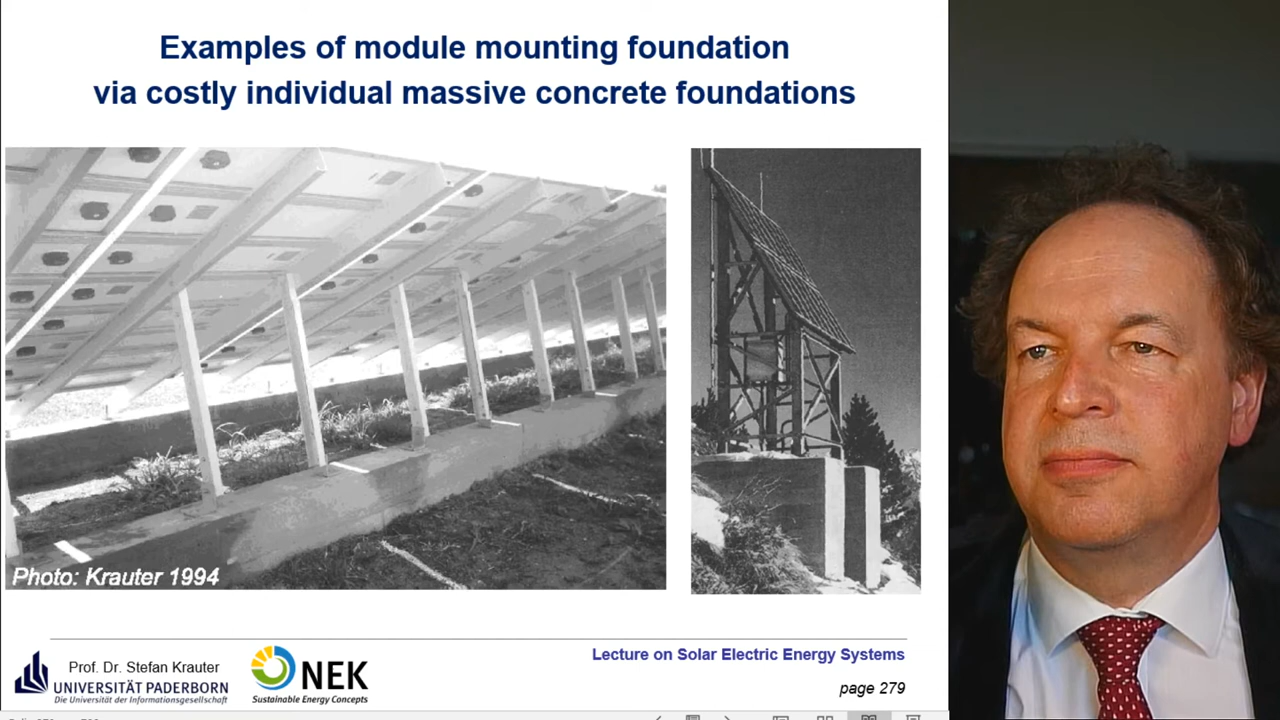 Examples of module mounting foundation
via costly individual massive concrete foundations
Photo: Krauter 1994
Prof. Dr. Stefan Krauter
UNIVERSITÄT PADERBORN
Die Universität der Informationsgesellschaft
NEK
Sustainable Energy Concepts
Lecture on Solar Electric Energy Systems
page 279